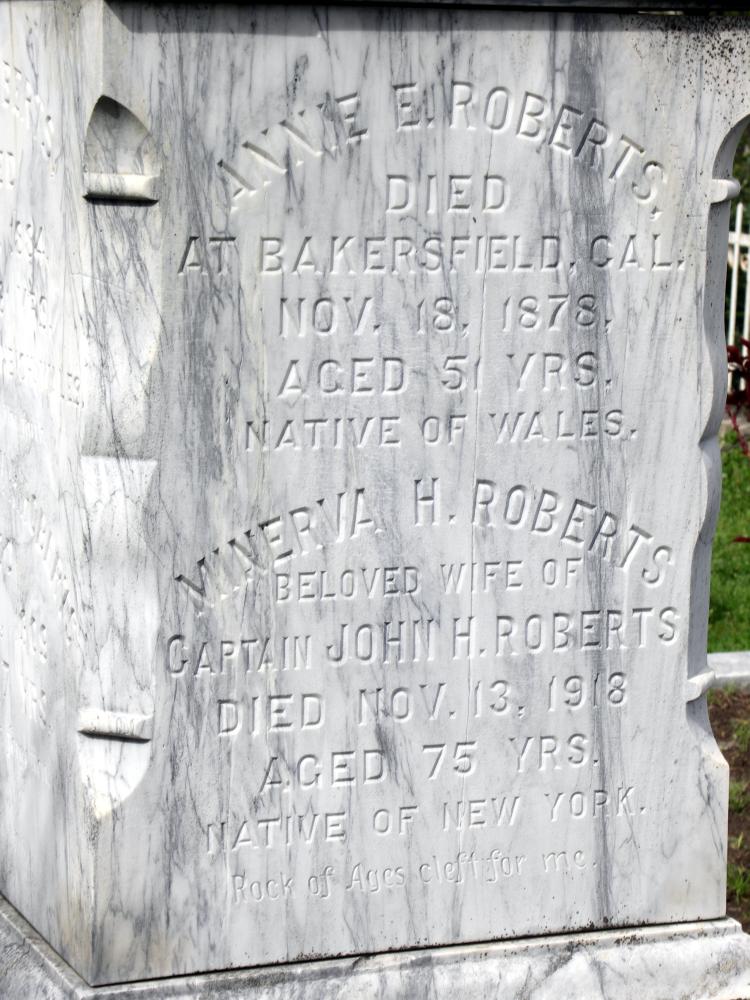 ANNIE E. ROBERTS,
DIED
AT BAKERSFIELD, CAL.
NOV. 18, 1878,
AGED 51 YRS.
NATIVE OF WALES.
MINERVA H. ROBERTS
BELOVED WIFE OF
CAPTAIN JOHN H. ROBERTS
DIED NOV. 13, 1918
AGED 75 YRS.
NATIVE OF NEW YORK.
Rock of Ages cleft for me.